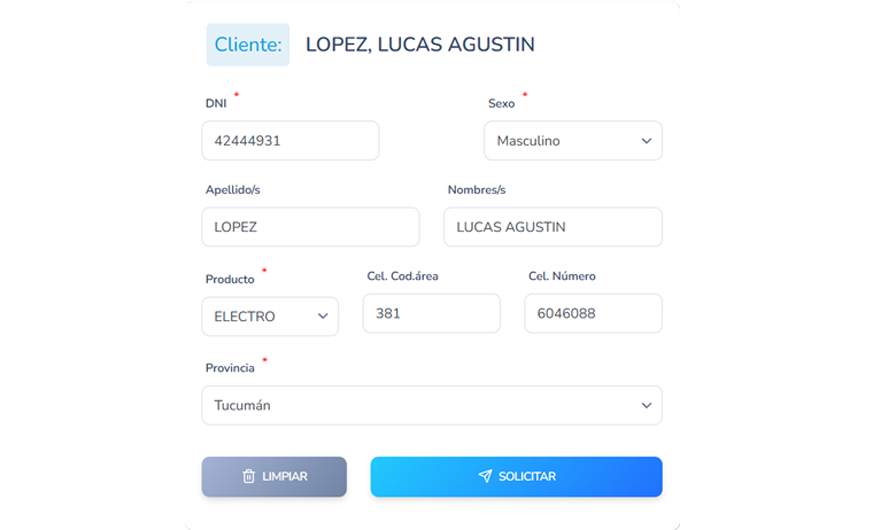 Cliente: LOPEZ, LUCAS AGUSTIN
DNI * Sexo *
42444931 Masculino
Apellido/s Nombres/s
LOPEZ LUCAS AGUSTIN
Producto * Cel. Cod.área Cel. Número
ELECTRO 381 6046088
Provincia *
Tucumán
LIMPIAR SOLICITAR